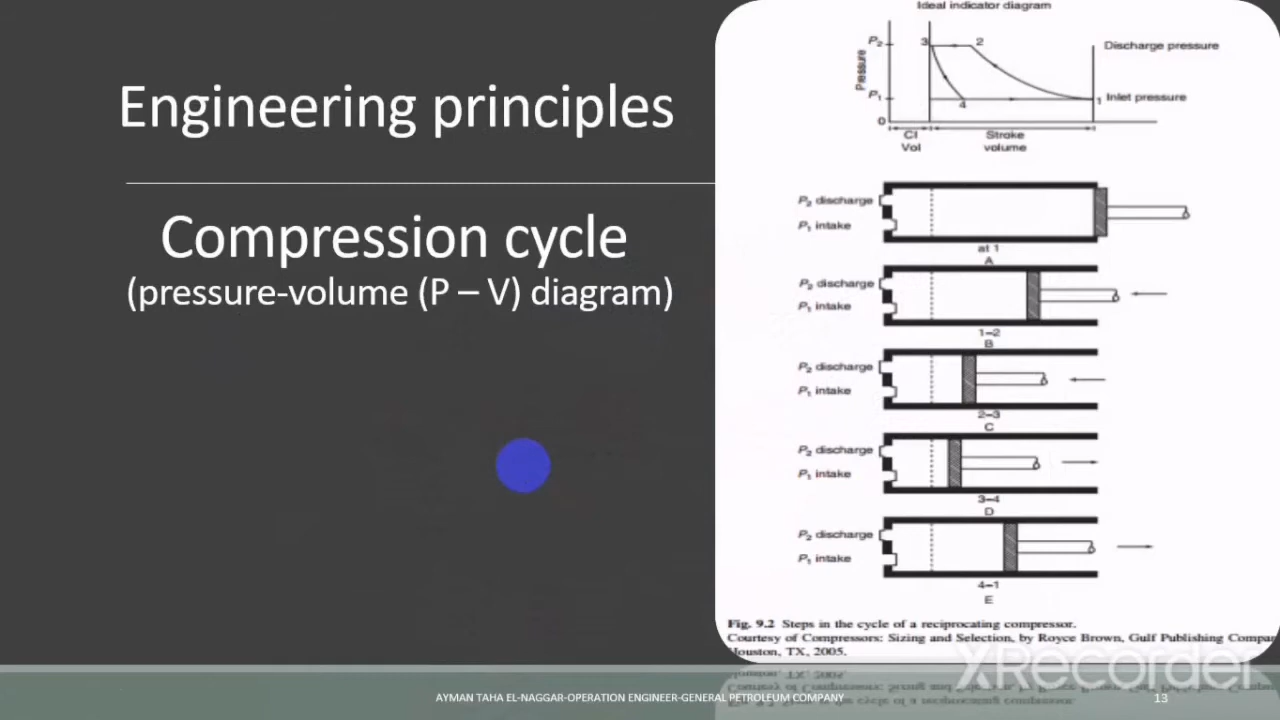 Engineering principles
Compression cycle
(pressure-volume (P – V) diagram)
Ideal indicator diagram
P₂
3
2
Discharge pressure
Pressure
P₁
4
1
Inlet pressure
0
Cl
Vol
Stroke
volume
P₂ discharge
P₁ intake
at 1
A
P₂ discharge
P₁ intake
1–2
B
P₂ discharge
P₁ intake
2–3
C
P₂ discharge
P₁ intake
3–4
D
P₂ discharge
P₁ intake
4–1
E
Fig. 9.2 Steps in the cycle of a reciprocating compressor.
Courtesy of Compressors: Sizing and Selection, by Royce Brown, Gulf Publishing Compa
Houston, TX, 2005.
XRecorder
AYMAN TAHA EL-NAGGAR-OPERATION ENGINEER-GENERAL PETROLEUM COMPANY
13